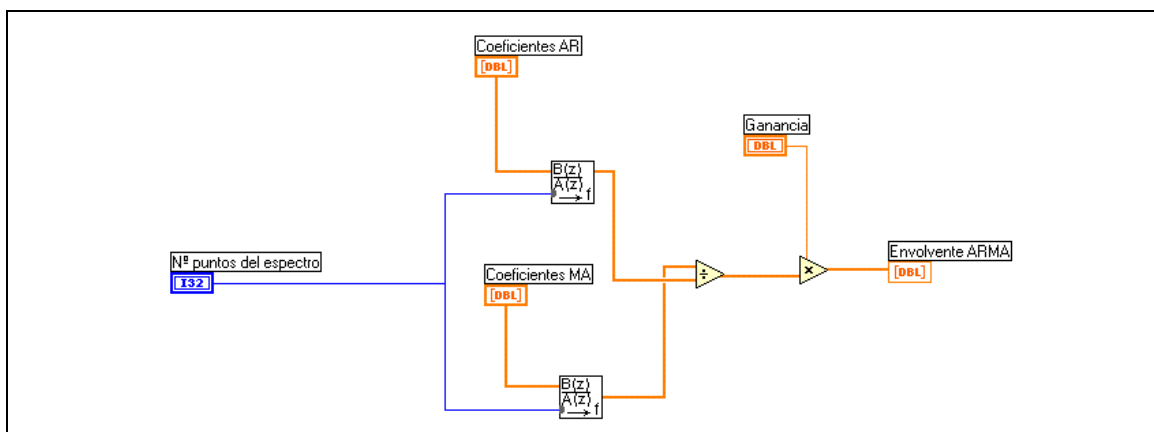 Coeficientes AR
[DBL]
Ganancia
DBL
B(z)
A(z)
f
Nº puntos del espectro
I32
Coeficientes MA
[DBL]
÷
×
Envolvente ARMA
[DBL]
B(z)
A(z)
f